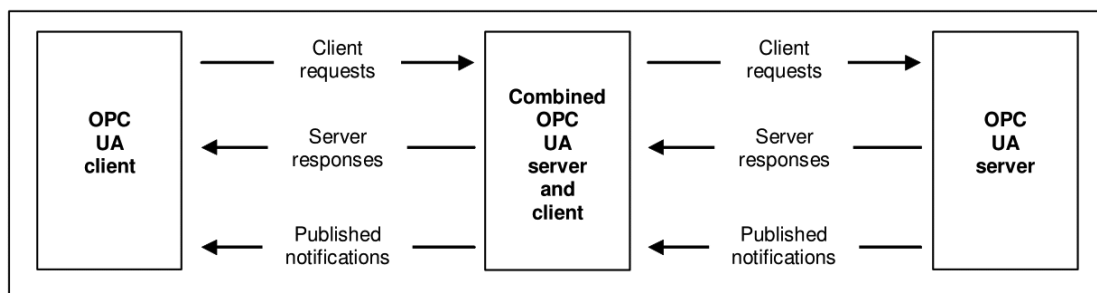 OPC
UA
client
Client
requests
Server
responses
Published
notifications
Combined
OPC
UA
server
and
client
Client
requests
Server
responses
Published
notifications
OPC
UA
server